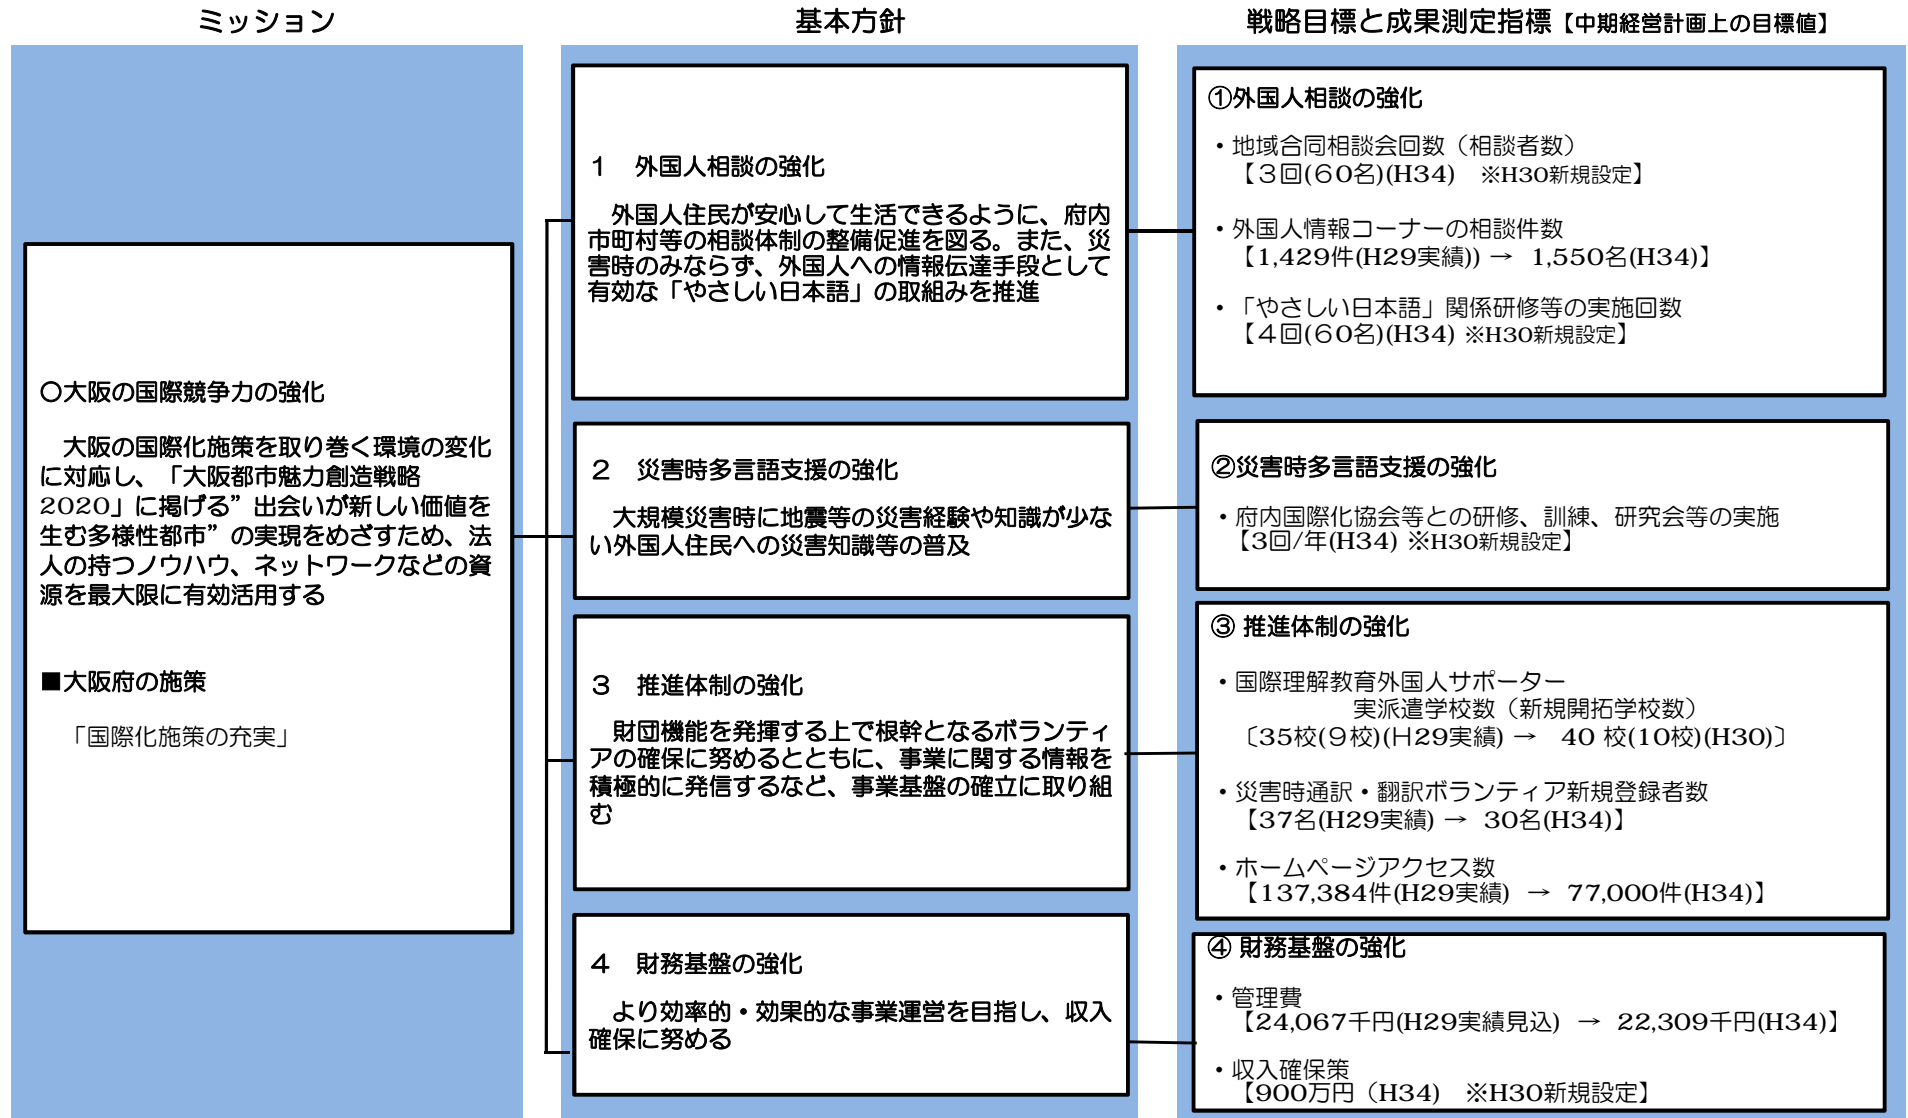 ミッション
〇大阪の国際競争力の強化
大阪の国際化施策を取り巻く環境の変化
に対応し、「大阪都市魅力創造戦略
2020」に掲げる”出会いが新しい価値を
生む多様性都市”の実現をめざすため、法
人の持つノウハウ、ネットワークなどの資
源を最大限に有効活用する
■大阪府の施策
「国際化施策の充実」
基本方針
１　外国人相談の強化
外国人住民が安心して生活できるように、府内
市町村等の相談体制の整備促進を図る。また、災
害時のみならず、外国人への情報伝達手段として
有効な「やさしい日本語」の取組みを推進
２　災害時多言語支援の強化
大規模災害時に地震等の災害経験や知識が少な
い外国人住民への災害知識等の普及
３　推進体制の強化
財団機能を発揮する上で根幹となるボランティ
アの確保に努めるとともに、事業に関する情報を
積極的に発信するなど、事業基盤の確立に取り組
む
４　財務基盤の強化
より効率的・効果的な事業運営を目指し、収入
確保に努める
戦略目標と成果測定指標【中期経営計画上の目標値】
①外国人相談の強化
・地域合同相談会回数（相談者数）
【３回(６０名)(H34)　※H30新規設定】
・外国人情報コーナーの相談件数
【1,429件(H29実績)) → 1,550名(H34)】
・「やさしい日本語」関係研修等の実施回数
【４回(６０名)(H34) ※H30新規設定】
②災害時多言語支援の強化
・府内国際化協会等との研修、訓練、研究会等の実施
【3回/年(H34) ※H30新規設定】
③ 推進体制の強化
・国際理解教育外国人サポーター
実派遣学校数（新規開拓学校数）
〔35校(９校)(H29実績) →　40 校(10校)(H30)〕
・災害時通訳・翻訳ボランティア新規登録者数
【37名(H29実績) → 30名(H34)】
・ホームページアクセス数
【137,384件(H29実績) → 77,000件(H34)】
④ 財務基盤の強化
・管理費
【24,067千円(H29実績見込) → 22,309千円(H34)】
・収入確保策
【900万円（H34)　※H30新規設定】